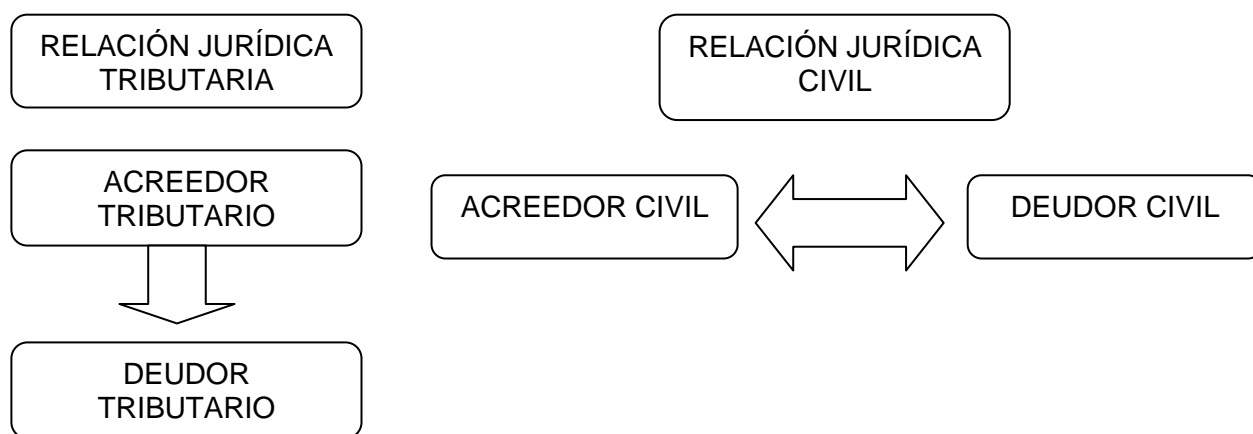 RELACIÓN JURÍDICA
TRIBUTARIA
RELACIÓN JURÍDICA
CIVIL
ACREEDOR
TRIBUTARIO
ACREEDOR CIVIL
DEUDOR CIVIL
DEUDOR
TRIBUTARIO